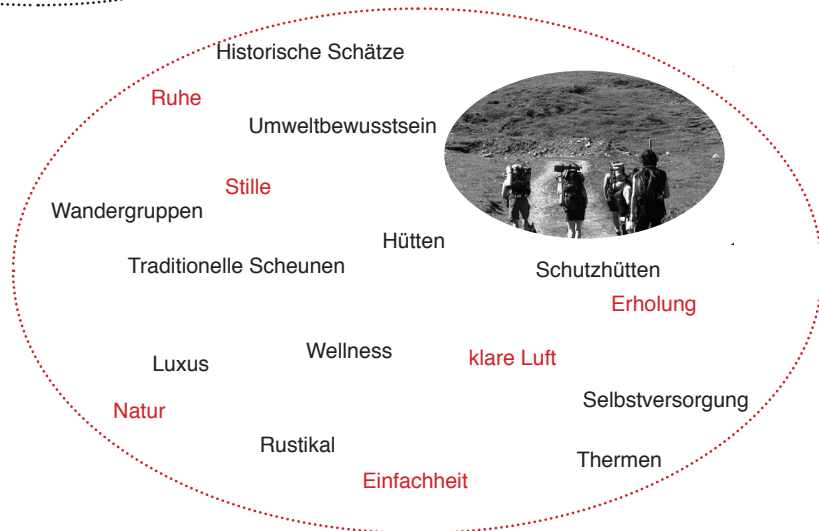 Historische Schätze
Ruhe
Umweltbewusstsein
Stille
Wandergruppen
Hütten
Traditionelle Scheunen
Schutzhütten
Erholung
Wellness
klare Luft
Luxus
Selbstversorgung
Natur
Rustikal
Thermen
Einfachheit